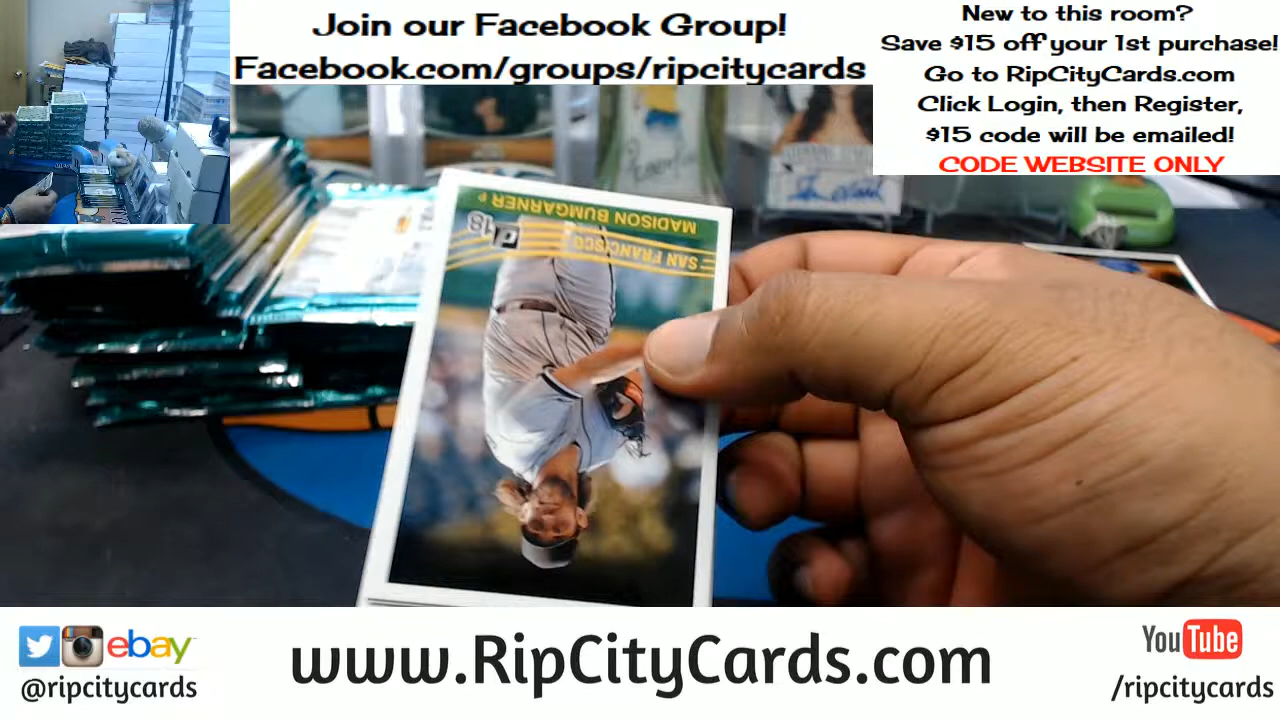 Join our Facebook Group!
Facebook.com/groups/ripcitycards
New to this room?
Save $15 off your 1st purchase!
Go to RipCityCards.com
Click Login, then Register,
$15 code will be emailed!
CODE WEBSITE ONLY
MADISON BUMGARNER P
SAN FRANCISCO
18
ebay
@ripcitycards
www.RipCityCards.com
YouTube
/ripcitycards